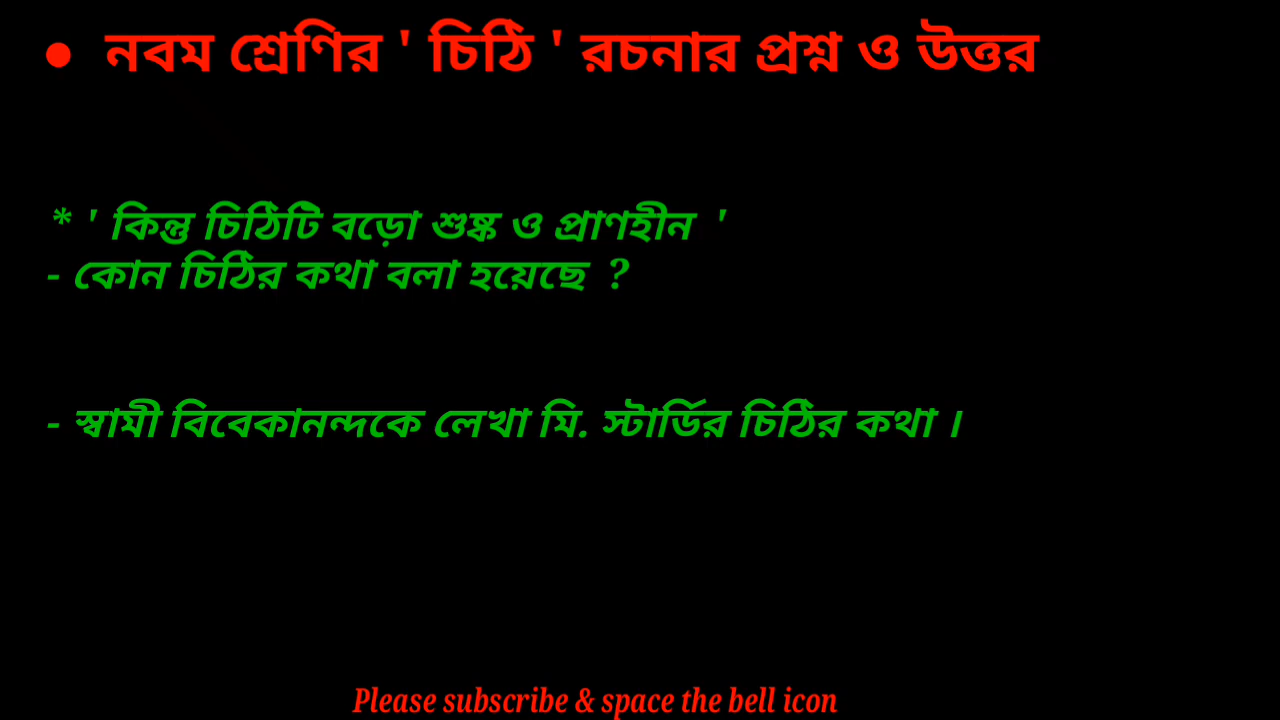 ● নবম শ্রেণির ' চিঠি ' রচনার প্রশ্ন ও উত্তর
* ' কিন্তু চিঠিটি বড়ো শুষ্ক ও প্রাণহীন '
- কোন চিঠির কথা বলা হয়েছে ?
- স্বামী বিবেকানন্দকে লেখা মি. স্টার্ডির চিঠির কথা ।
Please subscribe & space the bell icon